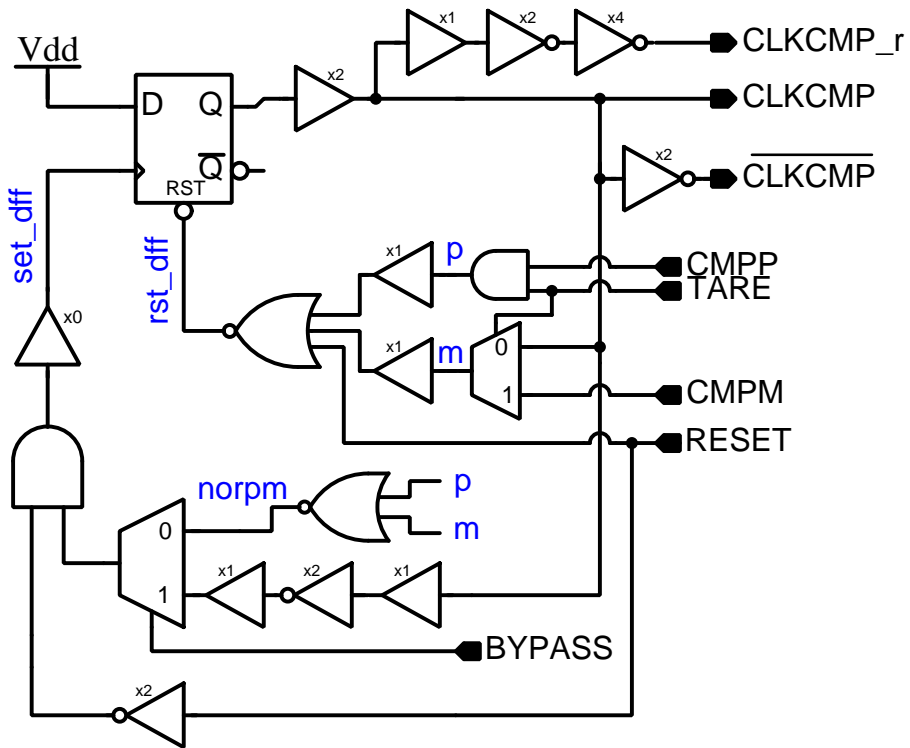 x1 x2 x4
CLKCMP_r
Vdd
x2
D Q
CLKCMP
Q
x2
CLKCMP
RST
set_dff
rst_dff
x1
p
CMPP
TARE
x0
x1
m
0
1
CMPM
RESET
norpm
p
m
0
x1 x2 x1
1
BYPASS
x2